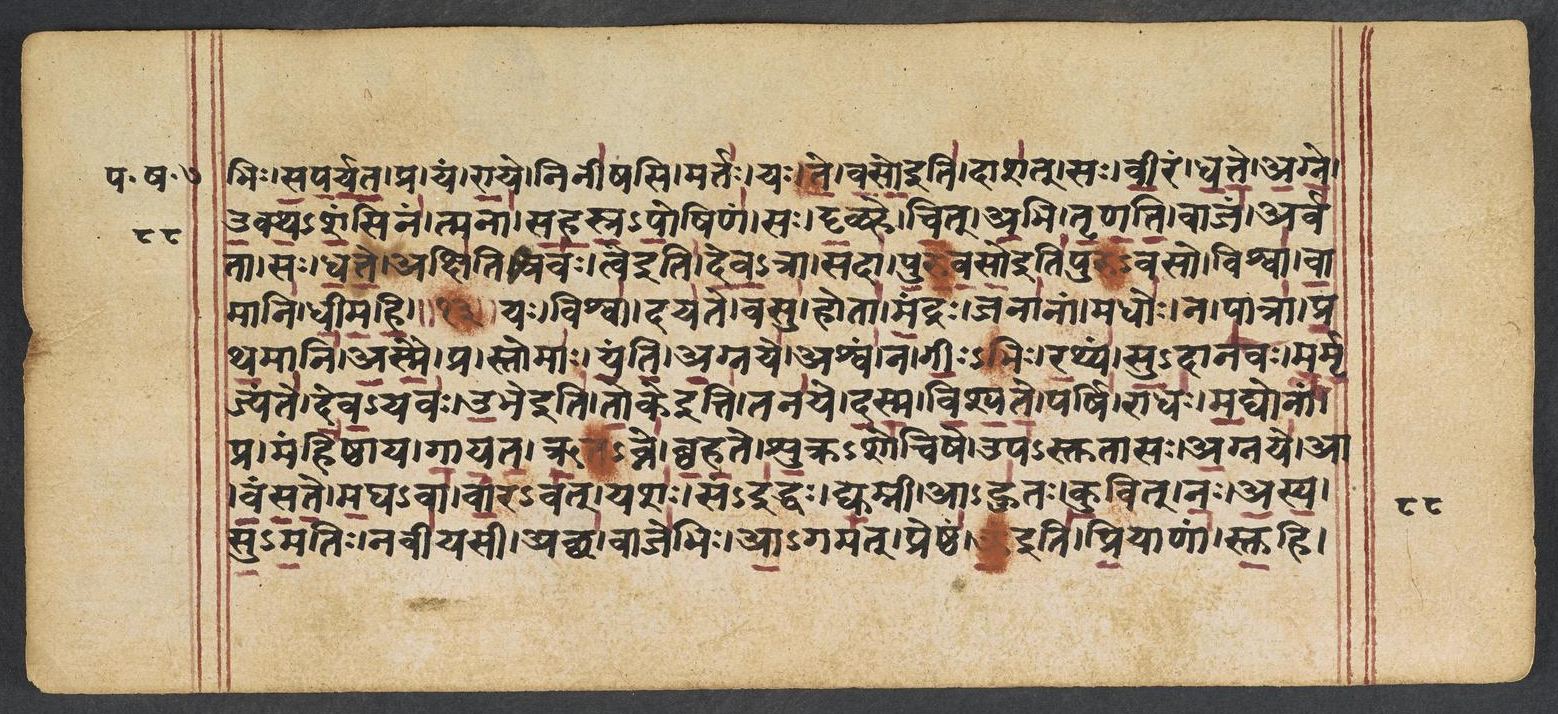 प॰ ष॰ ७
भिः।सपर्यत।प्र।यं।राये।निनीषसि।मर्तः।यः।ते।वसोइति।दाशत्।सः।वीरं।धत्ते।अग्ने।
८८
उक्थऽशंसिनं।त्मना।सहस्रऽपोषिणं।सः।दृळ्हे।चित्।अभि।तृणत्ति।वाजं।अर्व
ता।सः।धत्ते।अक्षिति।श्रवः।त्वेइति।देवऽत्रा।सदा।पुरुवसोइतिपुरुऽवसो।विश्वा।वा
मानि।धीमहि।॥१३ यः।विश्वा।दयते।वसु।होता।मंद्रः।जनानां।मधोः।न।पात्रा।प्र
थमानि।अस्मै।प्र।स्तोमाः।यंति।अग्नये।अश्वं।न।गीःऽभिः।रथ्यं।सुऽदानवः।मर्मृ
ज्यंते।देवऽयवः।उभेइति।तोकेइति।तनये।दस्म।विश्पते।पर्षि।राधः।मघोनां।
प्र।मंहिष्ठाय।गायत।ऋतऽव्ने।बृहते।शुक्रऽशोचिषे।उपऽस्तुतासः।अग्नये।आ
।वंसते।मघऽवा।वीरऽवत्।यशः।संऽइद्धः।द्युम्नी।आऽहुतः।कुवित्।नः।अस्य।
८८
सुऽमतिः।नवीयसी।अच्छ।वाजेभिः।आऽगमत्।प्रेष्ठं।ऊंइति।प्रियाणां।स्तुहि।